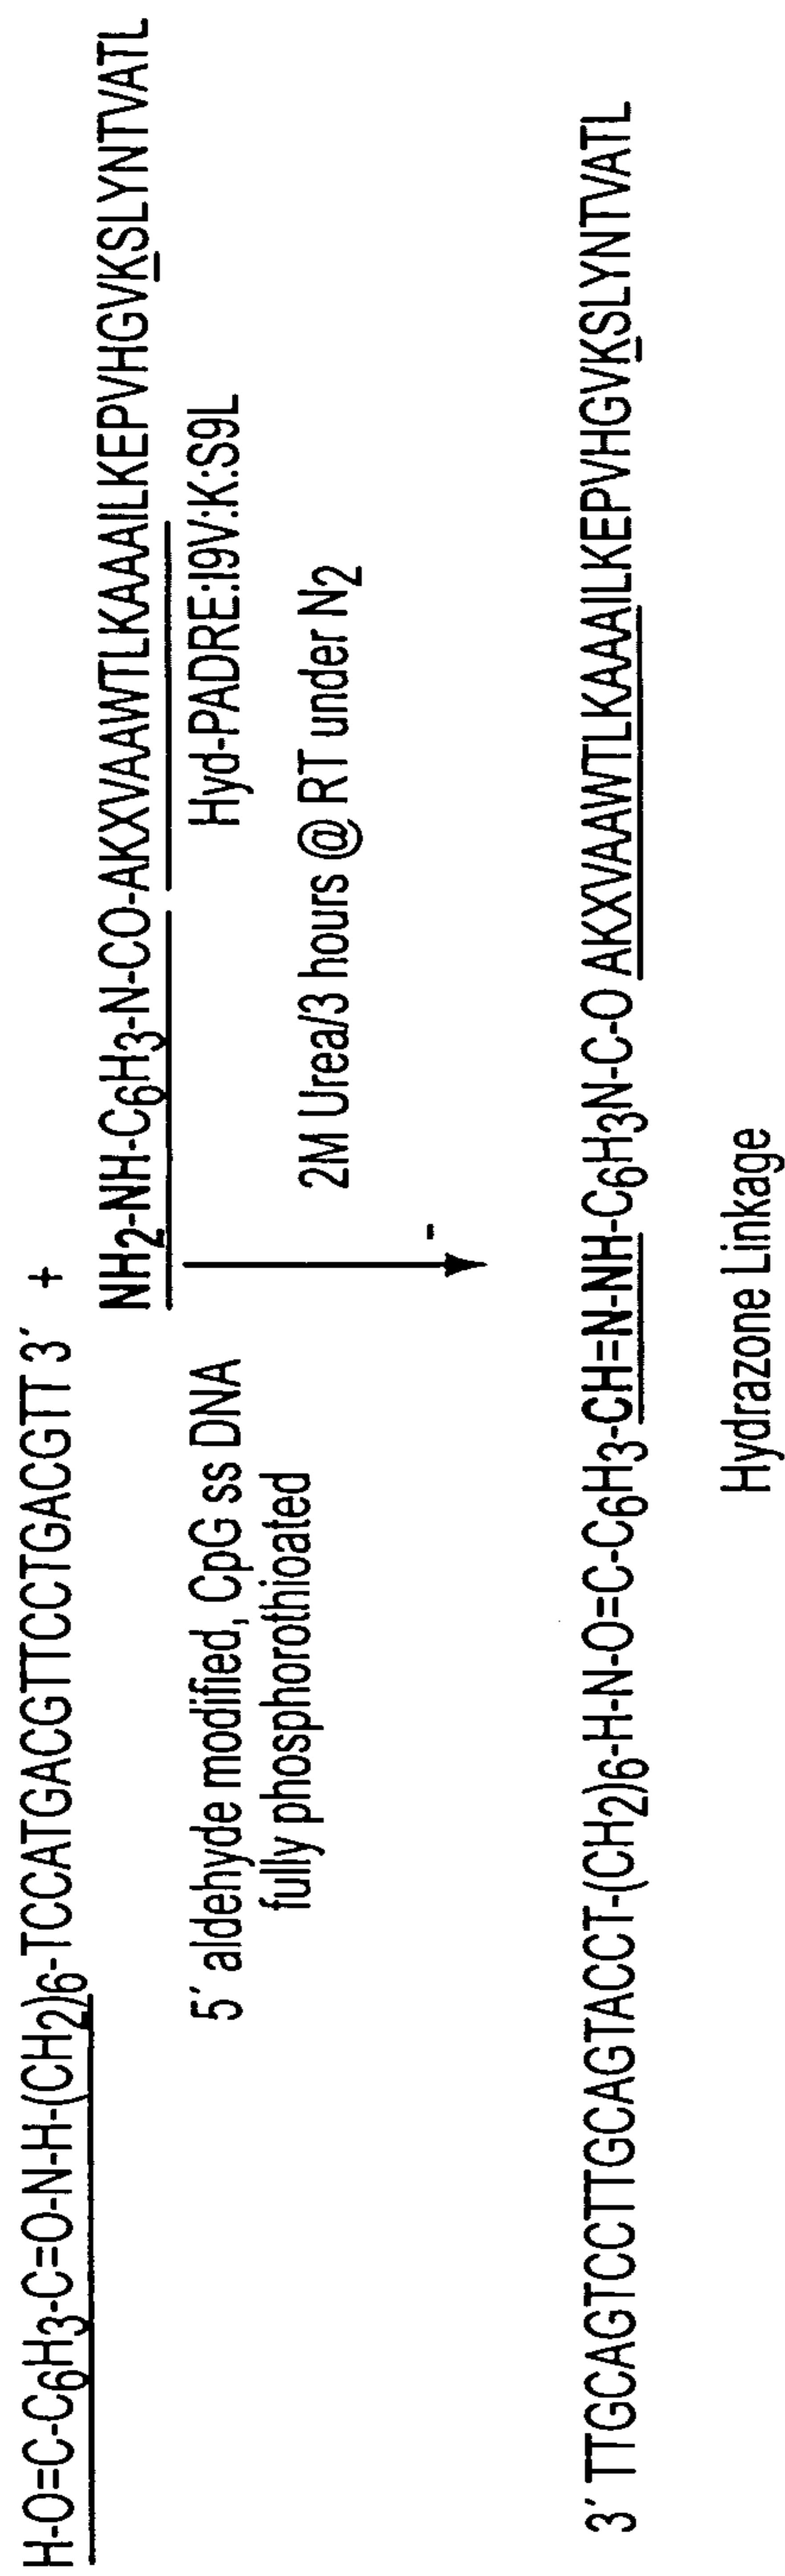 H-O=C-C6H3-C=O-N-H-(CH2)6-TCCATGACGTTCCTGACGTT 3′ +
NH2-NH-C6H3-N-CO-AKXVAAWTLKAAAILKEPVHGVKSLYNTVATL
5′ aldehyde modified, CpG ss DNA
fully phosphorothioated
Hyd-PADRE:I9V:K:S9L
2M Urea/3 hours @ RT under N2
3′ TTGCAGTCCTTGCAGTACCT-(CH2)6-H-N-O=C-C6H3-CH=N-NH-C6H3N-C-O AKXVAAWTLKAAAILKEPVHGVKSLYNTVATL
Hydrazone Linkage